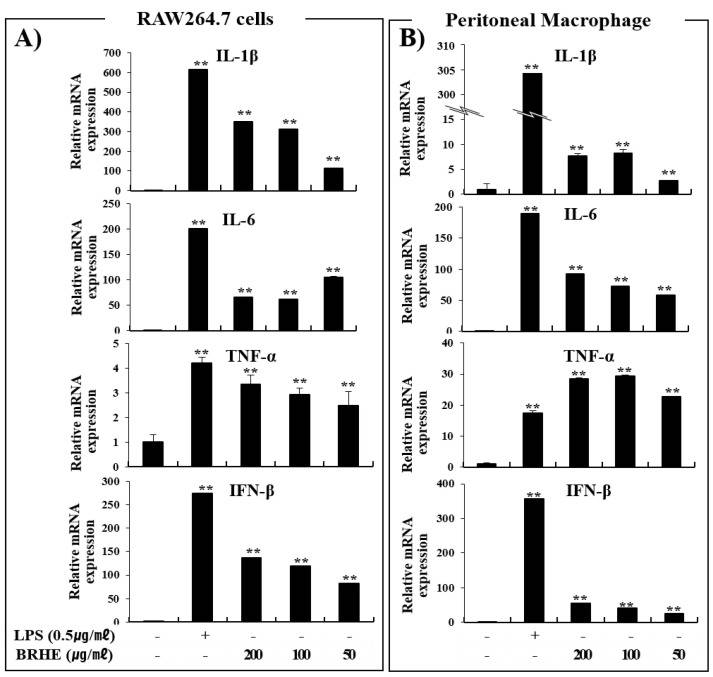 RAW264.7 cells
A)
IL-1β
Relative mRNA
expression
700
600
500
400
300
200
100
0
** ** ** **
IL-6
Relative mRNA
expression
250
200
150
100
50
0
** ** ** **
TNF-α
Relative mRNA
expression
5
4
3
2
1
0
** ** ** **
IFN-β
Relative mRNA
expression
300
250
200
150
100
50
0
** ** ** **
LPS (0.5㎍/㎖) - + - - -
BRHE (㎍/㎖) - - 200 100 50
Peritoneal Macrophage
B)
IL-1β
Relative mRNA
expression
310
305
300
15
10
5
0
** ** ** **
IL-6
Relative mRNA
expression
200
150
100
50
0
** ** ** **
TNF-α
Relative mRNA
expression
40
30
20
10
0
** ** ** **
IFN-β
Relative mRNA
expression
400
300
200
100
0
** ** ** **
- + - - -
- - 200 100 50